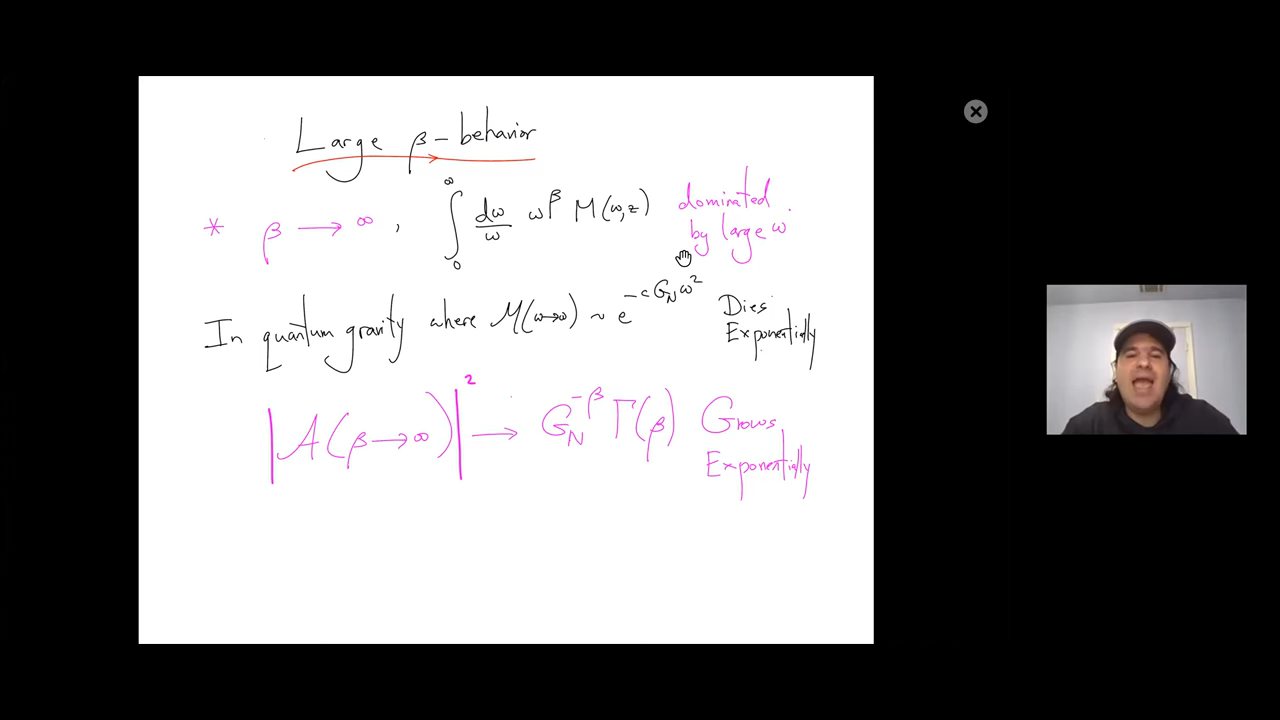 Large β-behavior
* β → ∞ , ∫₀^∞ dω/ω ω^β M(ω,z) dominated by large ω.
In quantum gravity where M(ω→∞) ~ e^{-cG_N ω²} Dies Exponentially
|A(β→∞)|² → G_N^{-β} Γ(β) Grows Exponentially